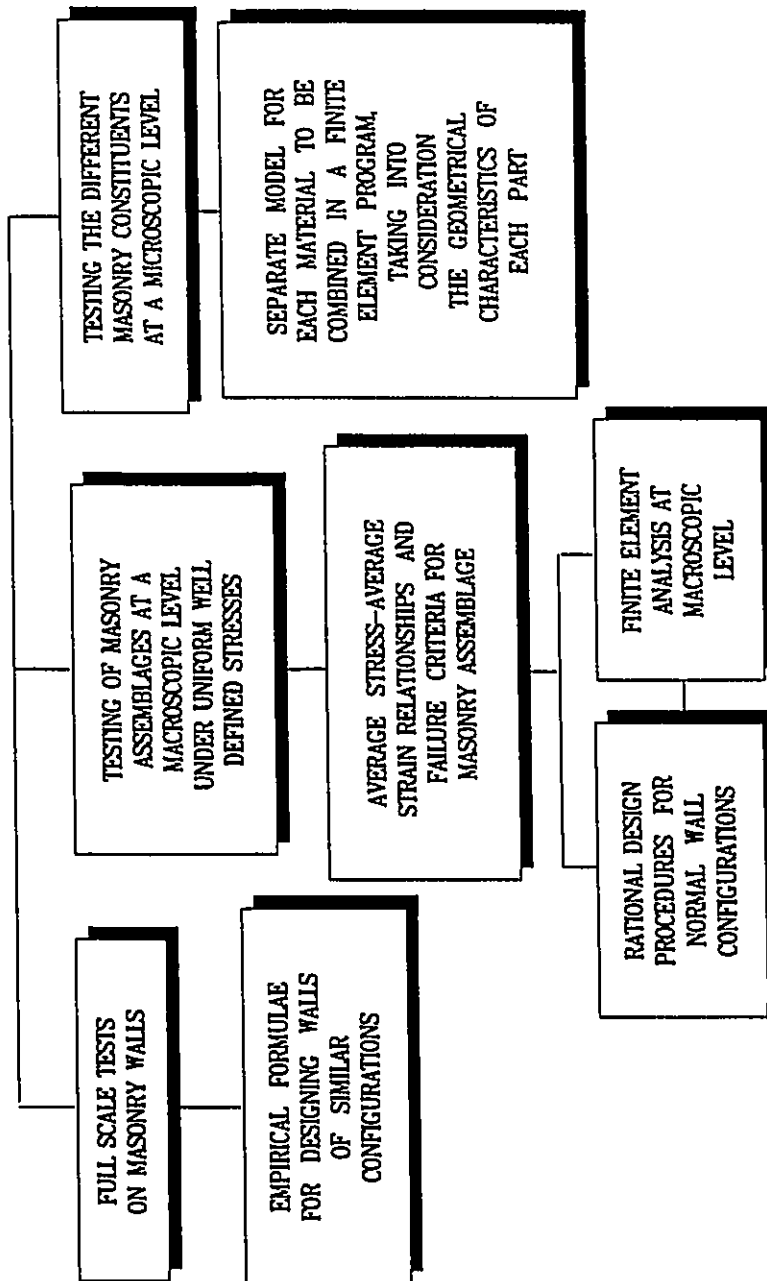 FULL SCALE TESTS
ON MASONRY WALLS
EMPIRICAL FORMULAE
FOR DESIGNING WALLS
OF SIMILAR
CONFIGURATIONS
TESTING OF MASONRY
ASSEMBLAGES AT A
MACROSCOPIC LEVEL
UNDER UNIFORM WELL
DEFINED STRESSES
AVERAGE STRESS-AVERAGE
STRAIN RELATIONSHIPS AND
FAILURE CRITERIA FOR
MASONRY ASSEMBLAGE
RATIONAL DESIGN
PROCEDURES FOR
NORMAL WALL
CONFIGURATIONS
FINITE ELEMENT
ANALYSIS AT
MACROSCOPIC
LEVEL
TESTING THE DIFFERENT
MASONRY CONSTITUENTS
AT A MICROSCOPIC LEVEL
SEPARATE MODEL FOR
EACH MATERIAL TO BE
COMBINED IN A FINITE
ELEMENT PROGRAM,
TAKING INTO
CONSIDERATION
THE GEOMETRICAL
CHARACTERISTICS OF
EACH PART